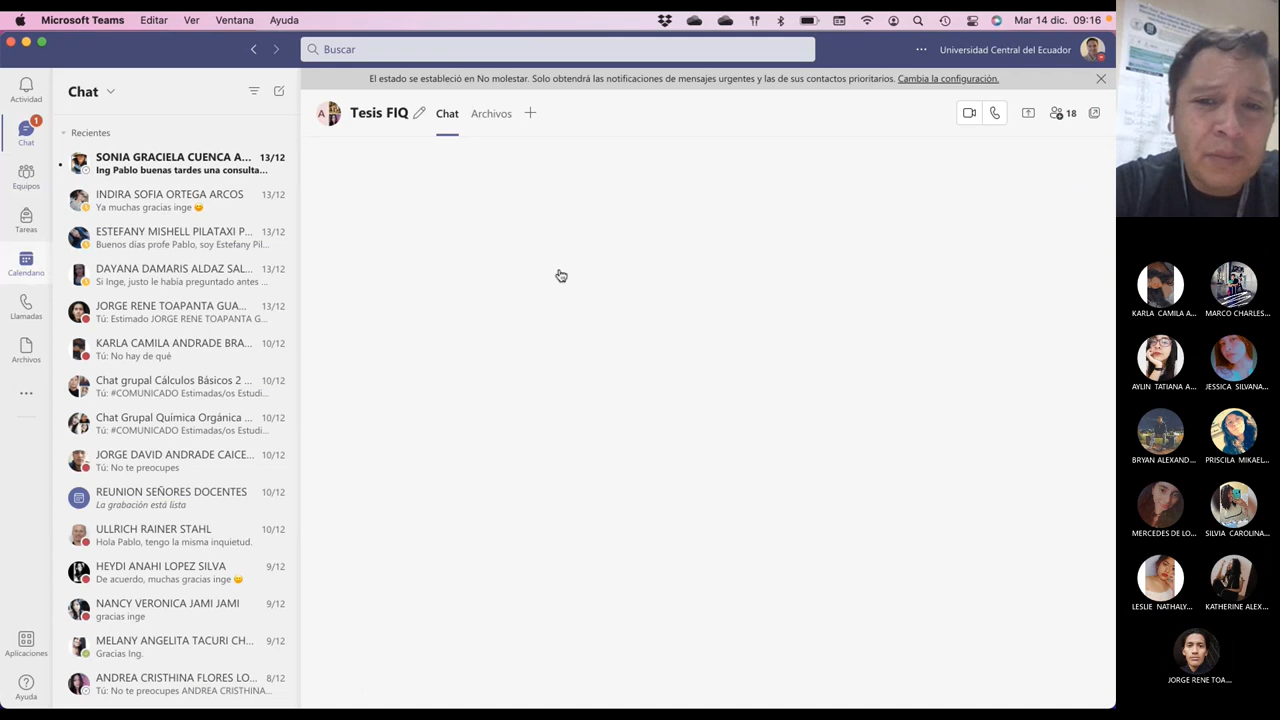 Microsoft Teams Editar Ver Ventana Ayuda Mar 14 dic. 09:16
Buscar Universidad Central del Ecuador
El estado se estableció en No molestar. Solo obtendrá las notificaciones de mensajes urgentes y las de sus contactos prioritarios. Cambia la configuración.
Actividad
Chat
1
Chat
Equipos
Tareas
Calendario
Llamadas
Archivos
Aplicaciones
Ayuda
A Tesis FIQ Chat Archivos 18
Recientes
SONIA GRACIELA CUENCA A... 13/12
Ing Pablo buenas tardes una consulta...
INDIRA SOFIA ORTEGA ARCOS 13/12
Ya muchas gracias inge 😊
ESTEFANY MISHELL PILATAXI P... 13/12
Buenos dias profe Pablo, soy Estefany Pil...
DAYANA DAMARIS ALDAZ SAL... 13/12
Si Inge, justo le había preguntado antes ...
JORGE RENE TOAPANTA GUA... 13/12
Tú: Estimado JORGE RENE TOAPANTA G...
KARLA CAMILA ANDRADE BRA... 10/12
Tú: No hay de qué
Chat grupal Cálculos Básicos 2 ... 10/12
Tú: #COMUNICADO Estimadas/os Estudi...
Chat Grupal Química Orgánica ... 10/12
Tú: #COMUNICADO Estimadas/os Estudi...
JORGE DAVID ANDRADE CAICE... 10/12
Tú: No te preocupes
REUNION SEÑORES DOCENTES 10/12
La grabación está lista
ULLRICH RAINER STAHL 10/12
Hola Pablo, tengo la misma inquietud.
HEYDI ANAHI LOPEZ SILVA 9/12
De acuerdo, muchas gracias inge 😊
NANCY VERONICA JAMI JAMI 9/12
gracias inge
MELANY ANGELITA TACURI CH... 9/12
Gracias Ing.
ANDREA CRISTHINA FLORES LO... 8/12
Tú: No te preocupes ANDREA CRISTHINA...
KARLA CAMILA A... MARCO CHARLES...
AYLIN TATIANA A... JESSICA SILVANA...
BRYAN ALEXAND... PRISCILA MIKAEL...
MERCEDES DE LO... SILVIA CAROLINA...
LESLIE NATHALY... KATHERINE ALEX...
JORGE RENE TOA...